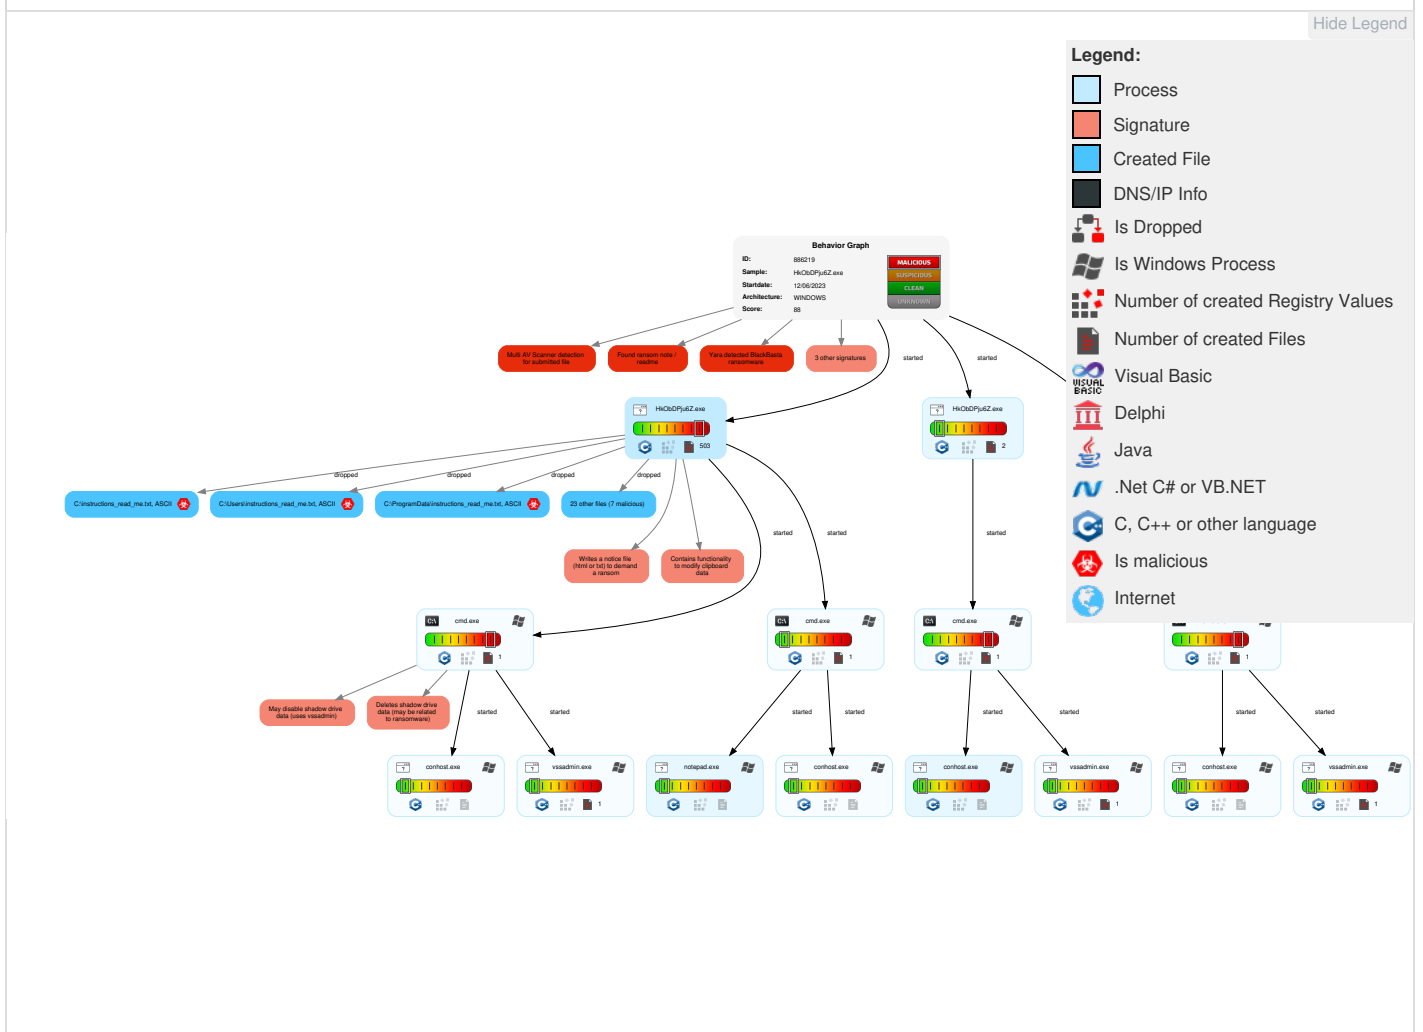 Hide Legend
Legend:
Process
Signature
Created File
DNS/IP Info
Is Dropped
Is Windows Process
Number of created Registry Values
Number of created Files
VISUAL
BASIC
Visual Basic
Delphi
Java
.Net C# or VB.NET
C, C++ or other language
Is malicious
Internet
Behavior Graph
ID: 886219
Sample: HkObDPju6Z.exe
Startdate: 12/06/2023
Architecture: WINDOWS
Score: 88
MALICIOUS
SUSPICIOUS
CLEAN
UNKNOWN
Multi AV Scanner detection
for submitted file
Found ransom note /
readme
Yara detected BlackBasta
ransomware
3 other signatures
started
started
HkObDPju6Z.exe
503
HkObDPju6Z.exe
2
dropped
dropped
dropped
dropped
C:\instructions_read_me.txt, ASCII
C:\Users\instructions_read_me.txt, ASCII
C:\ProgramData\instructions_read_me.txt, ASCII
23 other files (7 malicious)
started
started
started
Writes a notice file
(html or txt) to demand
a ransom
Contains functionality
to modify clipboard
data
C:\ cmd.exe
1
C:\ cmd.exe
1
C:\ cmd.exe
1
1
May disable shadow drive
data (uses vssadmin)
Deletes shadow drive
data (may be related
to ransomware)
started
started
started
started
started
started
started
started
conhost.exe
vssadmin.exe
1
notepad.exe
conhost.exe
conhost.exe
vssadmin.exe
1
conhost.exe
vssadmin.exe
1